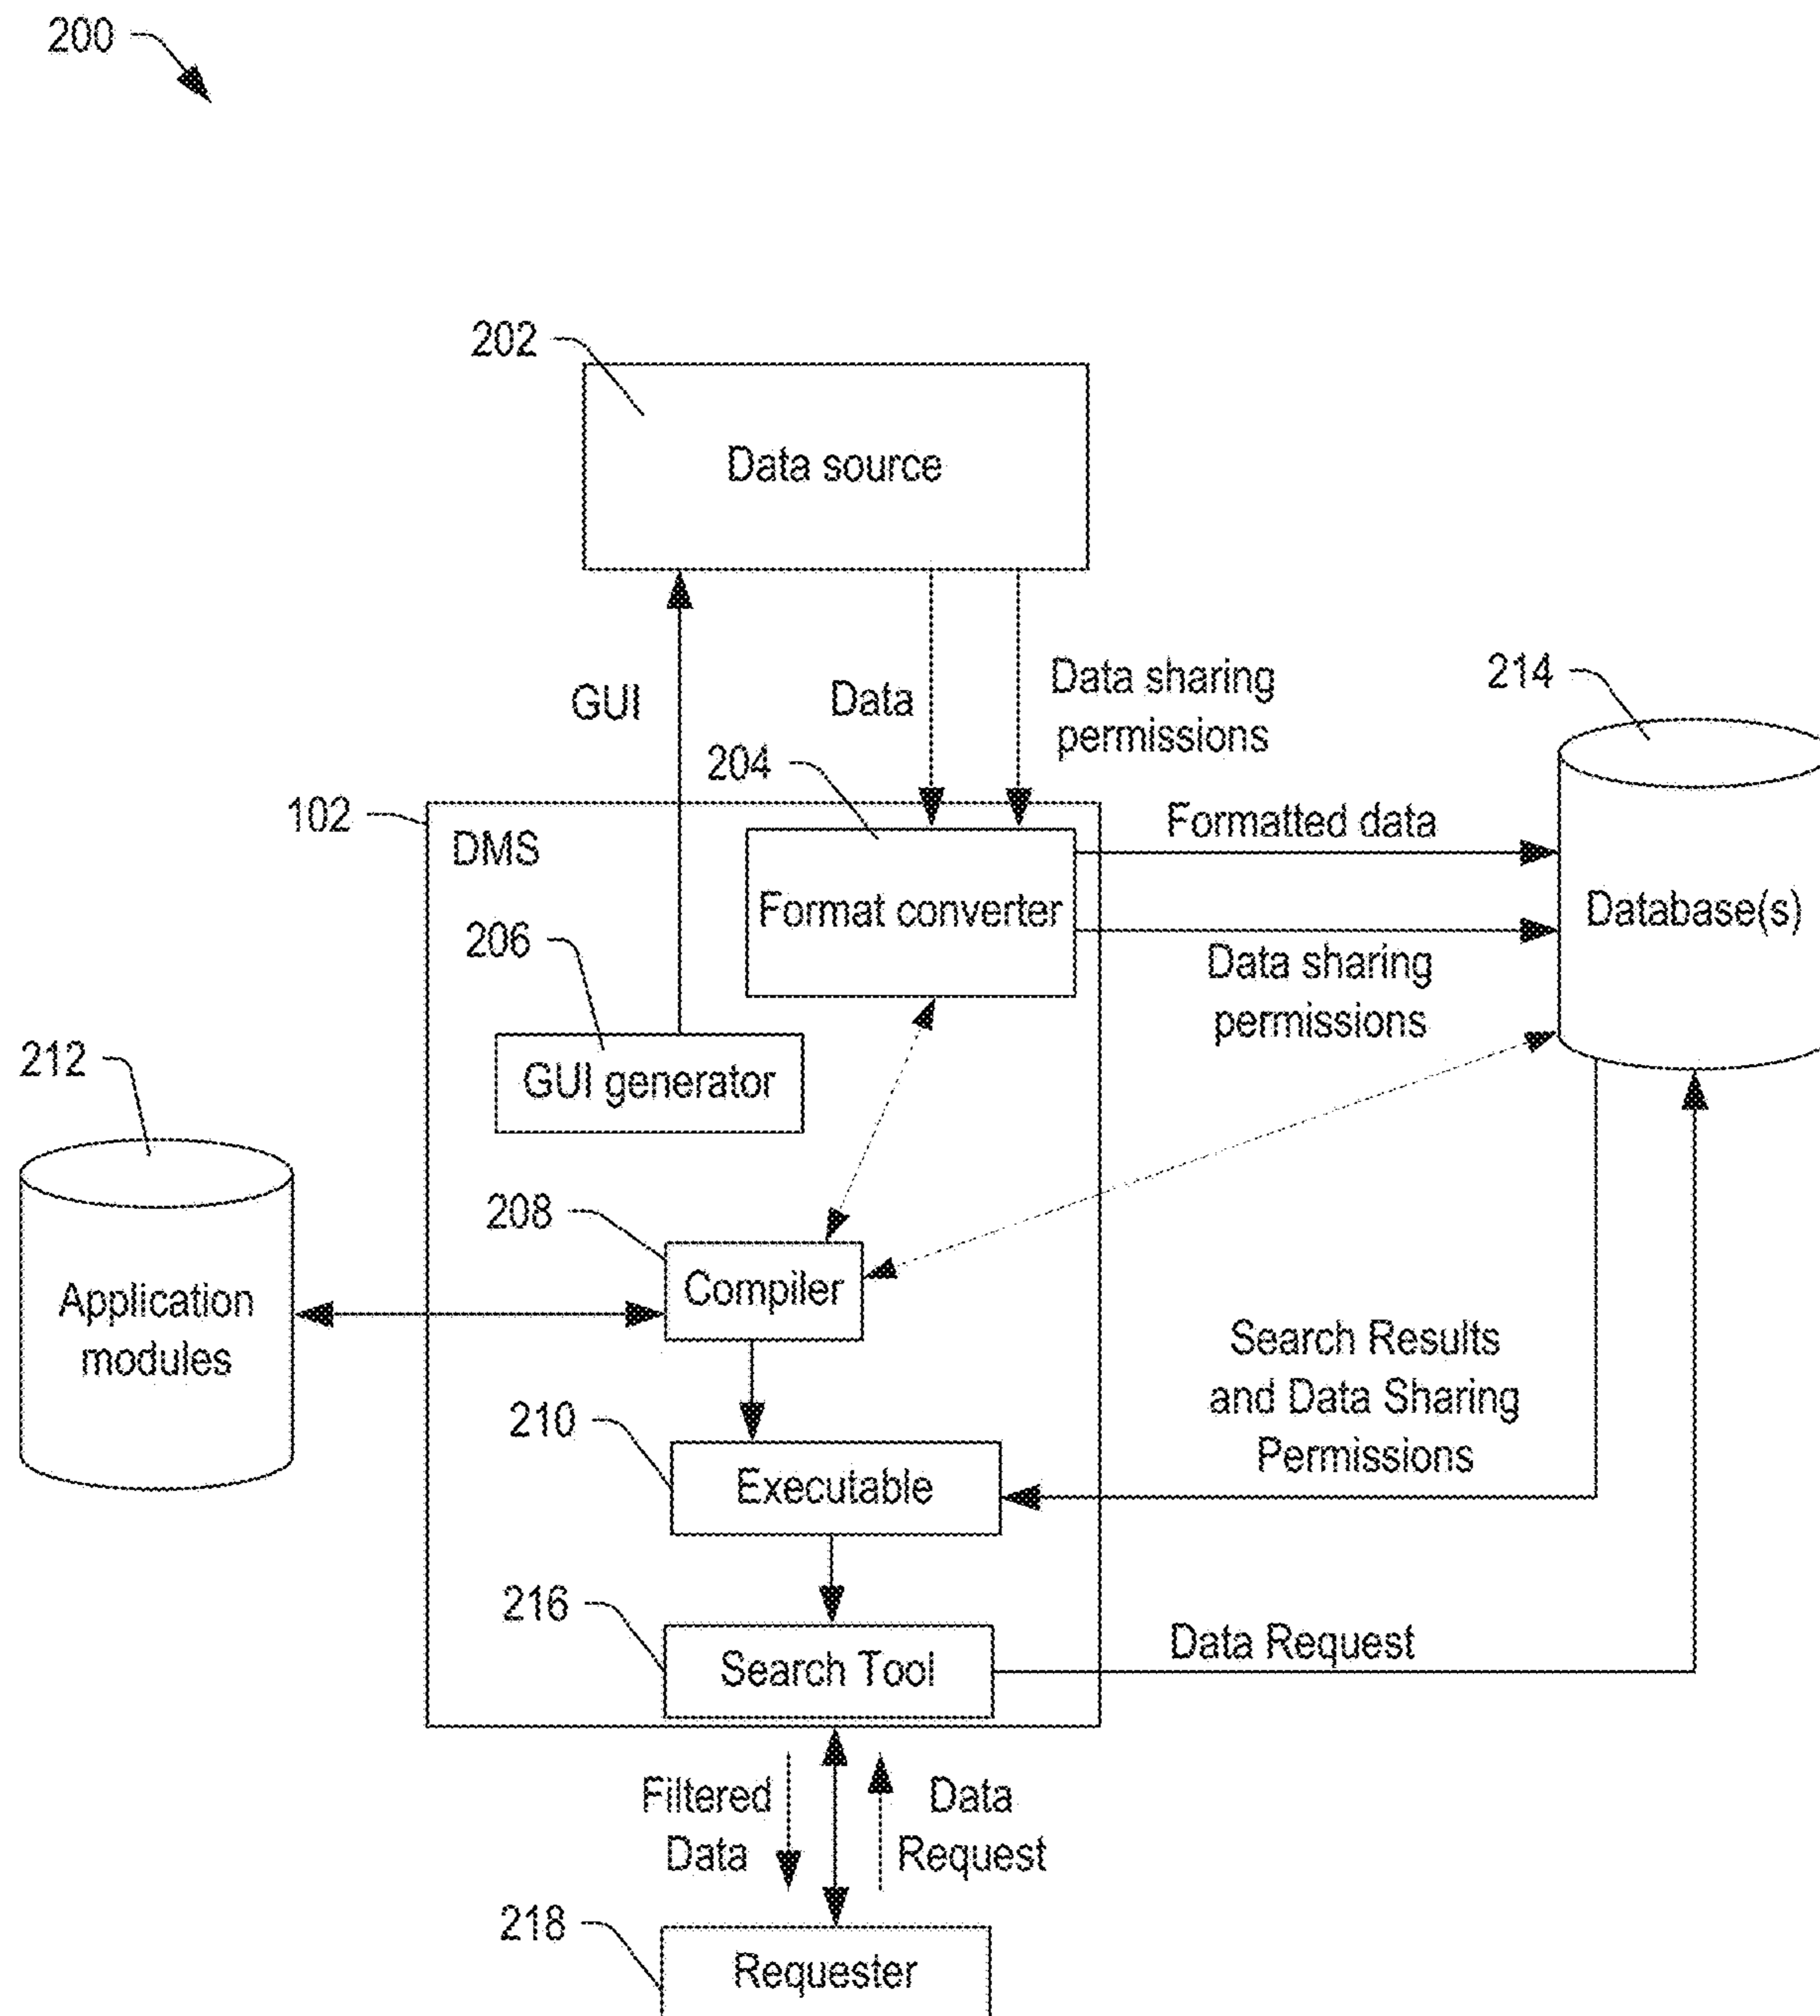 200
202
Data source
GUI
Data
Data sharing
permissions
214
204
102
DMS
Formatted data
Format converter
Database(s)
206
Data sharing
permissions
212
GUI generator
208
Compiler
Application
modules
Search Results
and Data Sharing
Permissions
210
Executable
216
Search Tool
Data Request
Filtered
Data
Data
Request
218
Requester